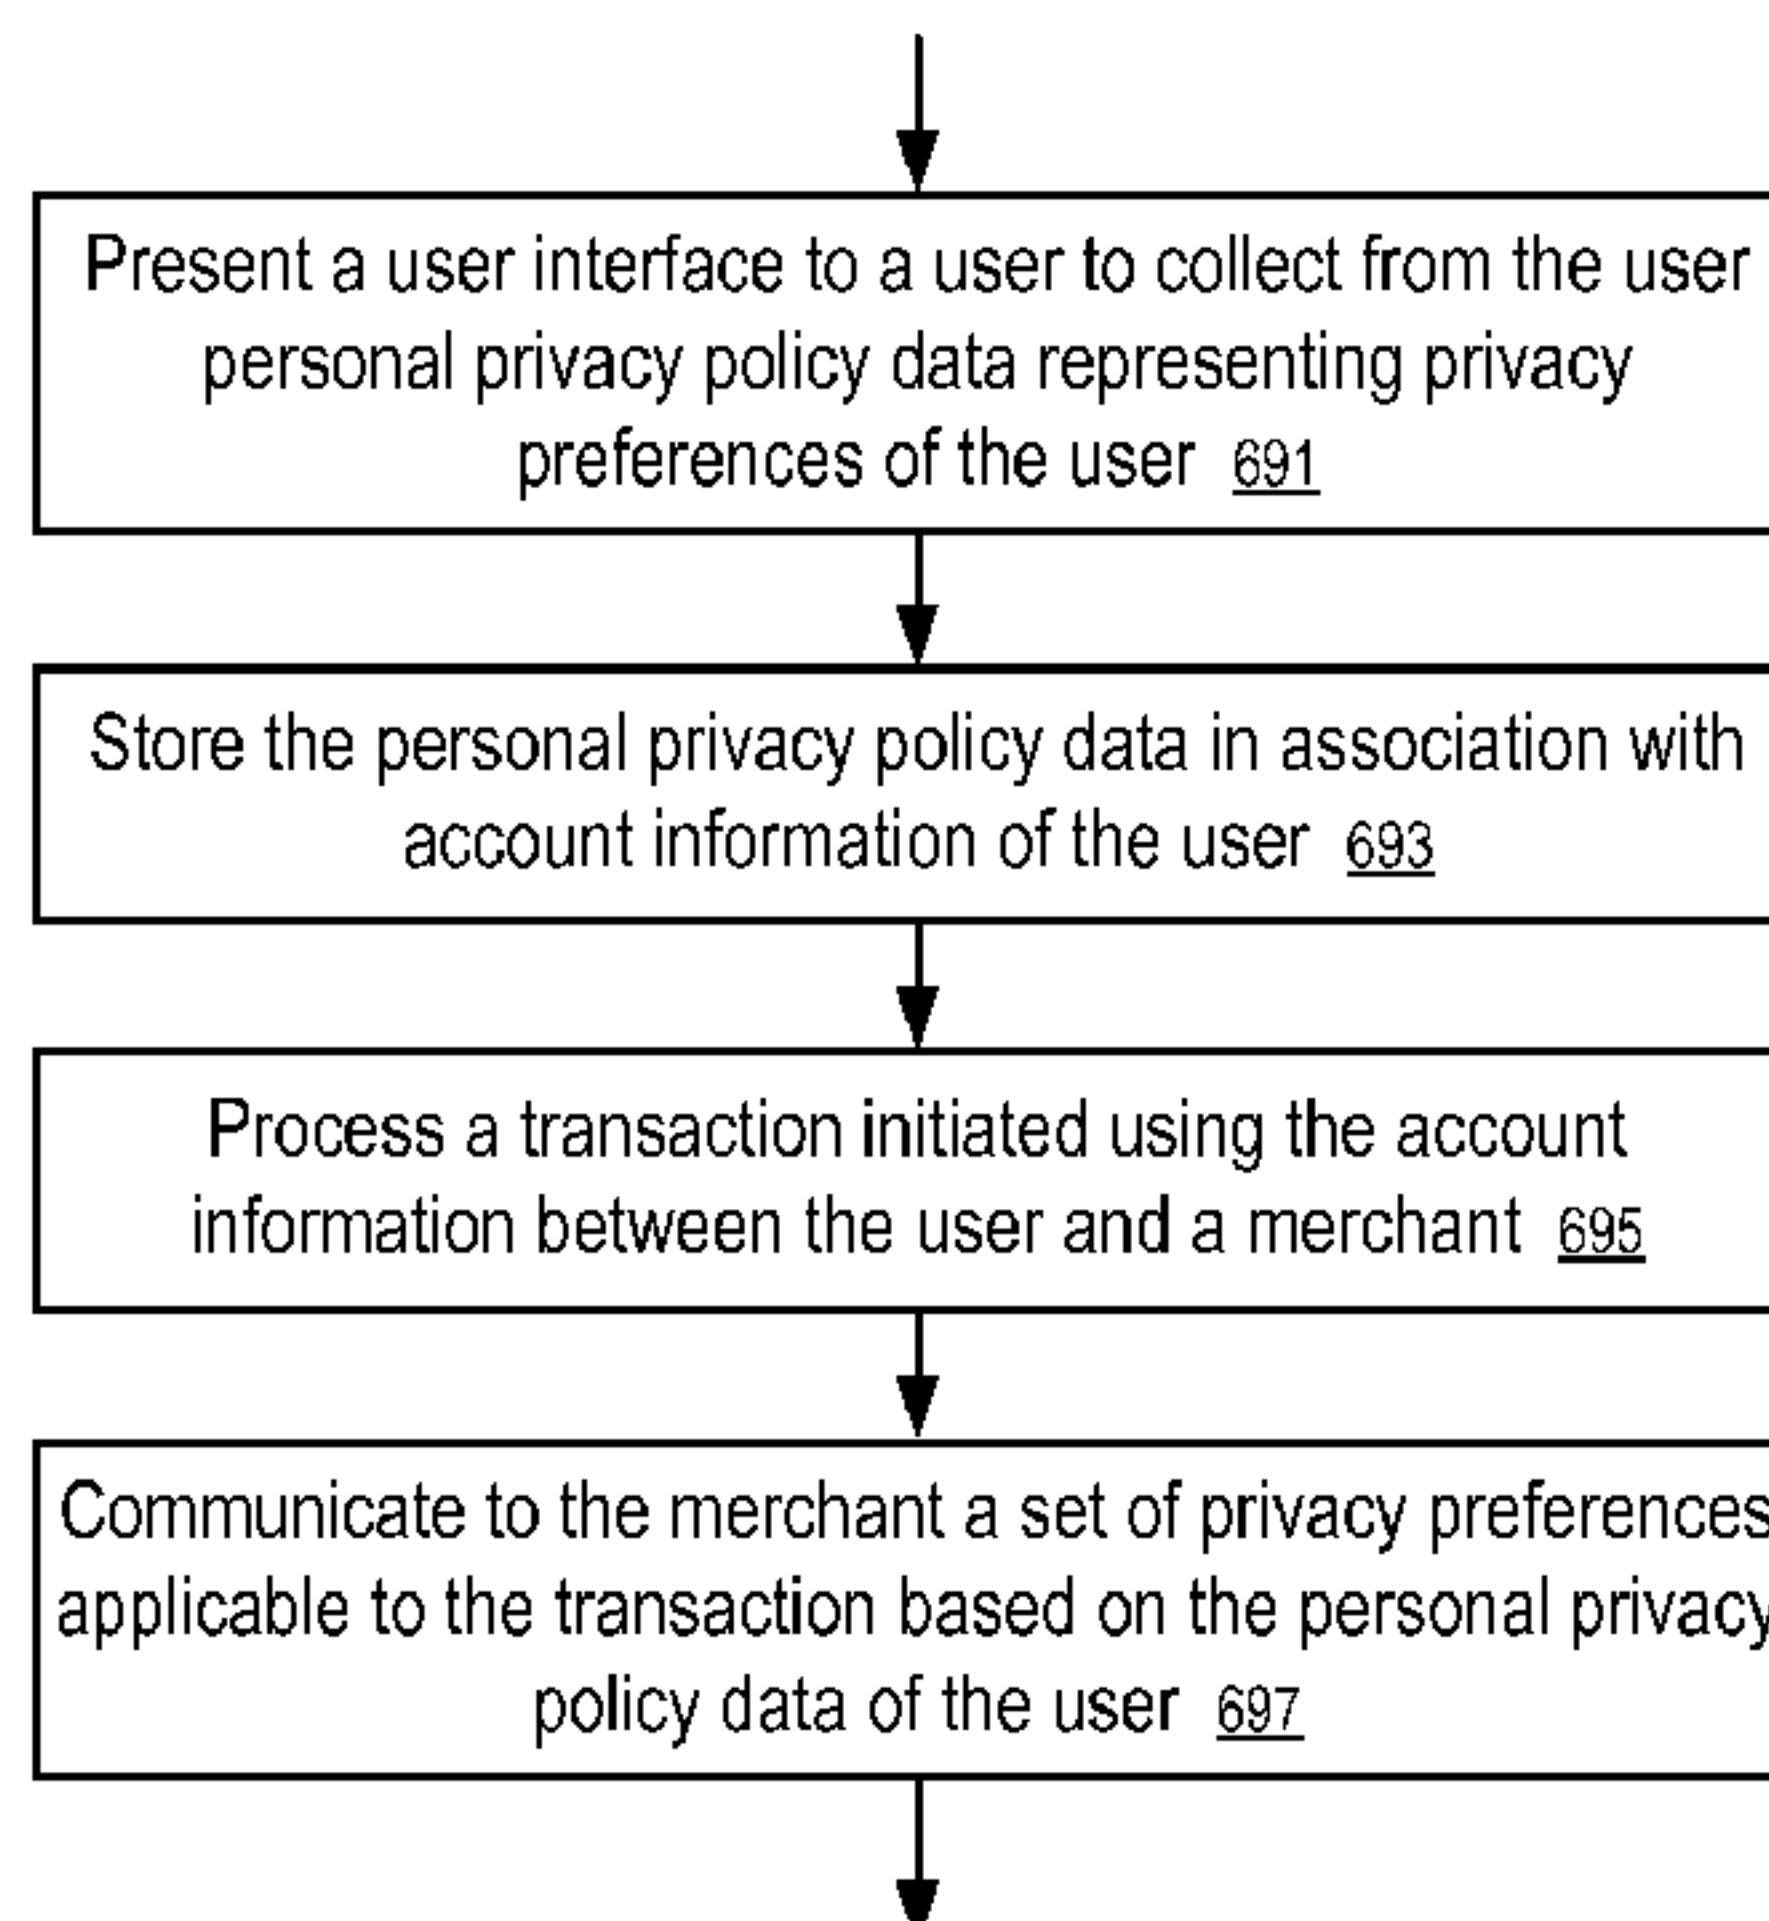 Present a user interface to a user to collect from the user
personal privacy policy data representing privacy
preferences of the user 691
Store the personal privacy policy data in association with
account information of the user 693
Process a transaction initiated using the account
information between the user and a merchant 695
Communicate to the merchant a set of privacy preferences
applicable to the transaction based on the personal privacy
policy data of the user 697